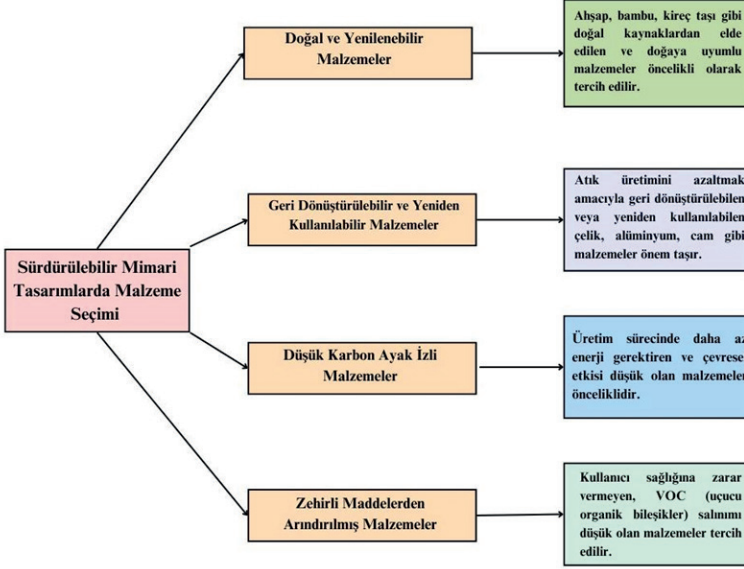 Sürdürülebilir Mimari
Tasarımlarda Malzeme
Seçimi
Doğal ve Yenilenebilir
Malzemeler
Ahşap, bambu, kireç taşı gibi
doğal kaynaklardan elde
edilen ve doğaya uyumlu
malzemeler öncelikli olarak
tercih edilir.
Geri Dönüştürülebilir ve Yeniden
Kullanılabilir Malzemeler
Atık üretimini azaltmak
amacıyla geri dönüştürülebilen
veya yeniden kullanılabilen
çelik, alüminyum, cam gibi
malzemeler önem taşır.
Düşük Karbon Ayak İzli
Malzemeler
Üretim sürecinde daha az
enerji gerektiren ve çevrese
etkisi düşük olan malzemeler
önceliklidir.
Zehirli Maddelerden
Arındırılmış Malzemeler
Kullanıcı sağlığına zarar
vermeyen, VOC (uçucu
organik bileşikler) salınımı
düşük olan malzemeler tercih
edilir.